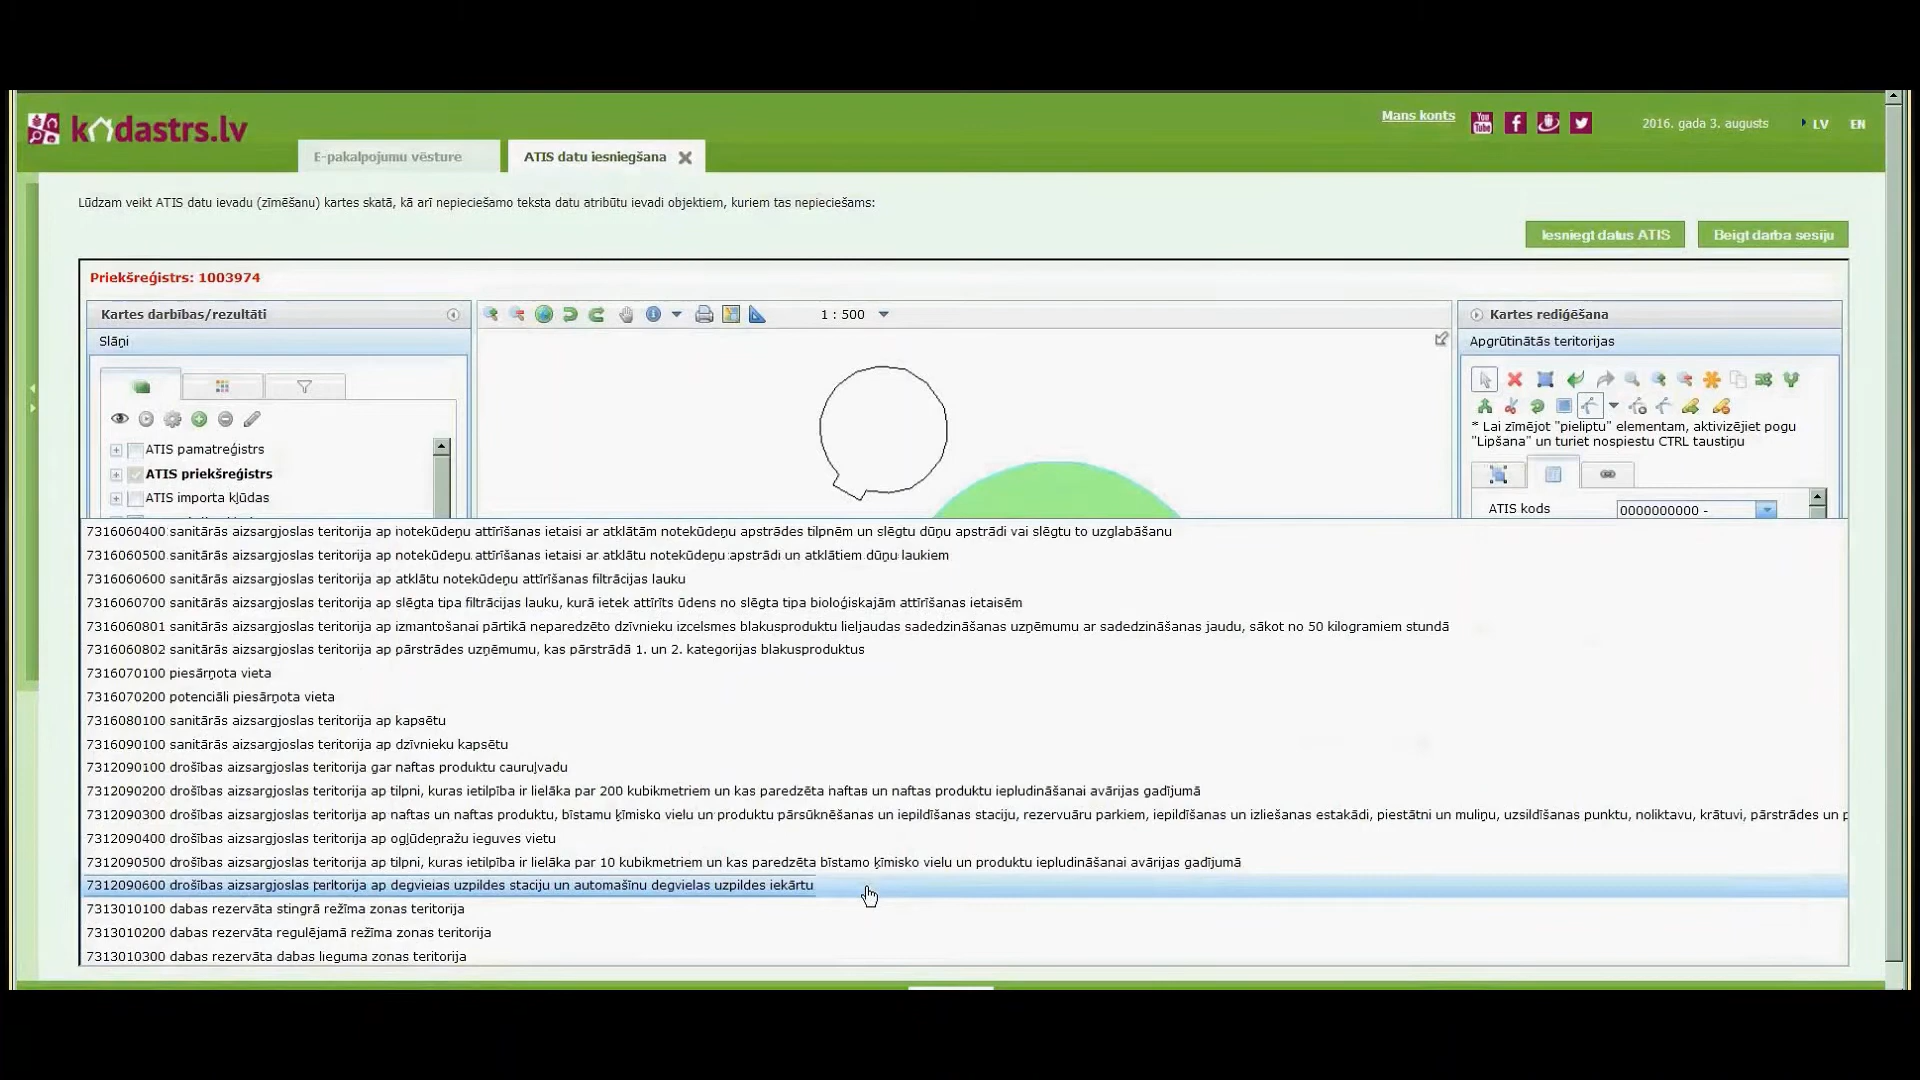 kadastrs.lv
Mans konts
You Tube
2016. gada 3. augusts
LV
EN
E-pakalpojumu vēsture
ATIS datu iesniegšana
Lūdzam veikt ATIS datu ievadu (zīmēšanu) kartes skatā, kā arī nepieciešamo teksta datu atribūtu ievadi objektiem, kuriem tas nepieciešams:
Iesniegt datus ATIS
Beigt darba sesiju
Priekšreģistrs: 1003974
Kartes darbības/rezultāti
1 : 500
Kartes rediģēšana
Slāņi
Apgrūtinātās teritorijas
* Lai zīmējot "pieliptu" elementam, aktivizējiet pogu
"Lipšana" un turiet nospiestu CTRL taustiņu
ATIS pamatreģistrs
ATIS priekšreģistrs
ATIS importa kļūdas
ATIS kods
0000000000 -
7316060400 sanitārās aizsargjoslas teritorija ap notekūdeņu attīrīšanas ietaisi ar atklātām notekūdeņu apstrādes tilpnēm un slēgtu dūņu apstrādi vai slēgtu to uzglabāšanu
7316060500 sanitārās aizsargjoslas teritorija ap notekūdeņu attīrīšanas ietaisi ar atklātu notekūdeņu apstrādi un atklātiem dūņu laukiem
7316060600 sanitārās aizsargjoslas teritorija ap atklātu notekūdeņu attīrīšanas filtrācijas lauku
7316060700 sanitārās aizsargjoslas teritorija ap slēgta tipa filtrācijas lauku, kurā ietek attīrīts ūdens no slēgta tipa bioloģiskajām attīrīšanas ietaisēm
7316060801 sanitārās aizsargjoslas teritorija ap izmantošanai pārtikā neparedzēto dzīvnieku izcelsmes blakusproduktu lieljaudas sadedzināšanas uzņēmumu ar sadedzināšanas jaudu, sākot no 50 kilogramiem stundā
7316060802 sanitārās aizsargjoslas teritorija ap pārstrādes uzņēmumu, kas pārstrādā 1. un 2. kategorijas blakusproduktus
7316070100 piesārņota vieta
7316070200 potenciāli piesārņota vieta
7316080100 sanitārās aizsargjoslas teritorija ap kapsētu
7316090100 sanitārās aizsargjoslas teritorija ap dzīvnieku kapsētu
7312090100 drošības aizsargjoslas teritorija gar naftas produktu cauruļvadu
7312090200 drošības aizsargjoslas teritorija ap tilpni, kuras ietilpība ir lielāka par 200 kubikmetriem un kas paredzēta naftas un naftas produktu iepludināšanai avārijas gadījumā
7312090300 drošības aizsargjoslas teritorija ap naftas un naftas produktu, bīstamu ķīmisko vielu un produktu pārsūknēšanas un iepildīšanas staciju, rezervuāru parkiem, iepildīšanas un izliešanas estakādi, piestātni un muliņu, uzsildīšanas punktu, noliktavu, krātuvi, pārstrādes un p
7312090400 drošības aizsargjoslas teritorija ap ogļūdeņražu ieguves vietu
7312090500 drošības aizsargjoslas teritorija ap tilpni, kuras ietilpība ir lielāka par 10 kubikmetriem un kas paredzēta bīstamo ķīmisko vielu un produktu iepludināšanai avārijas gadījumā
7312090600 drošības aizsargjoslas teritorija ap degvielas uzpildes staciju un automašīnu degvielas uzpildes iekārtu
7313010100 dabas rezervāta stingrā režīma zonas teritorija
7313010200 dabas rezervāta regulējamā režīma zonas teritorija
7313010300 dabas rezervāta dabas lieguma zonas teritorija